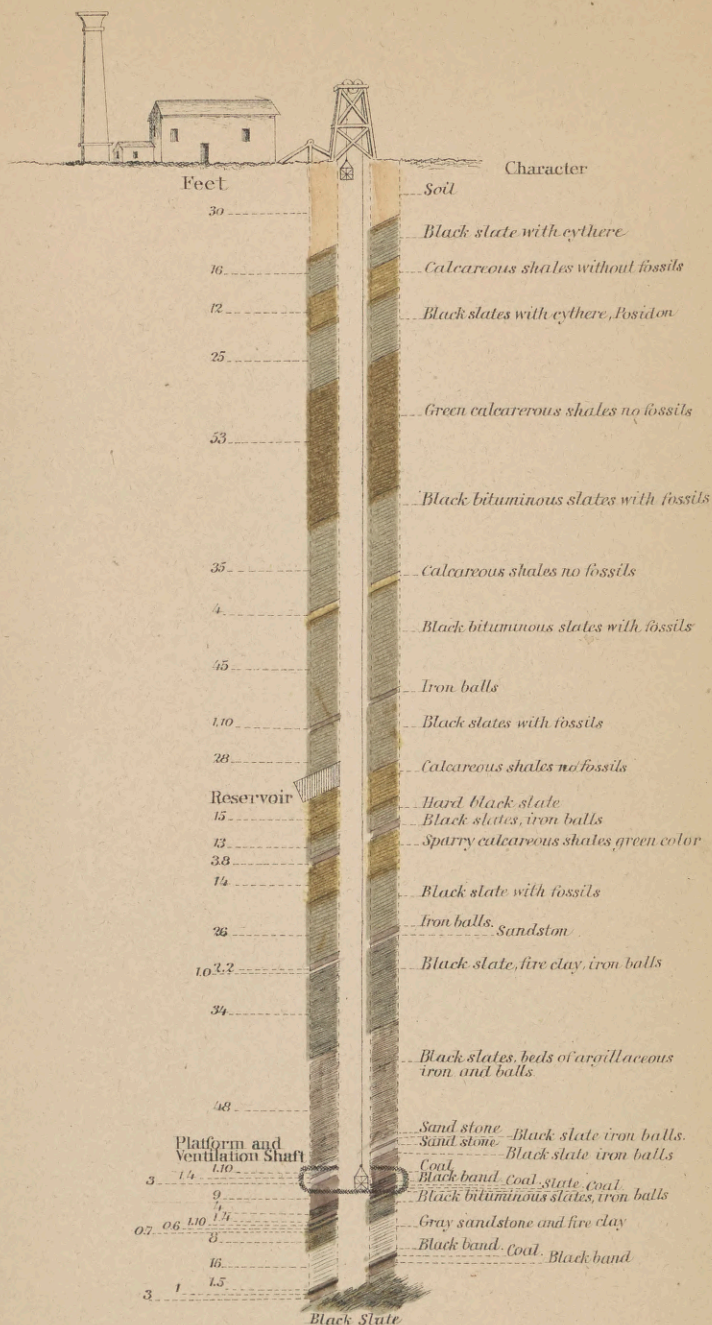 Feet
Character
Soil
30
Black slate with cythere
16
Calcareous shales without fossils
12
Black slates with cythere, Posidon
25
Green calcarerous shales no fossils
53
Black bituminous slates with fossils
35
Calcareous shales no fossils
4
Black bituminous slates with fossils
45
Iron balls
1,10
Black slates with fossils
28
Calcareous shales no fossils
Reservoir
Hard black slate
15
Black slates, iron balls
13
Sparry calcareous shales green color
3.8
14
Black slate with fossils
Iron balls.
26
Sandston
1.0 2.2
Black slate, fire clay, iron balls
34
Black slates, beds of argillaceous
iron and balls
48
Sand stone
Black slate iron balls.
Platform and
Ventilation Shaft
Sand stone
Black slate iron balls
1.10
Coal
3 1.4
Black band Coal slate Coal
9
Black bituminous slates, iron balls
4
0.7 0.6 1.10 1.4
Gray sandstone and fire clay
8
Black band. Coal. Black band
16
1.5
3 1
Black Slate